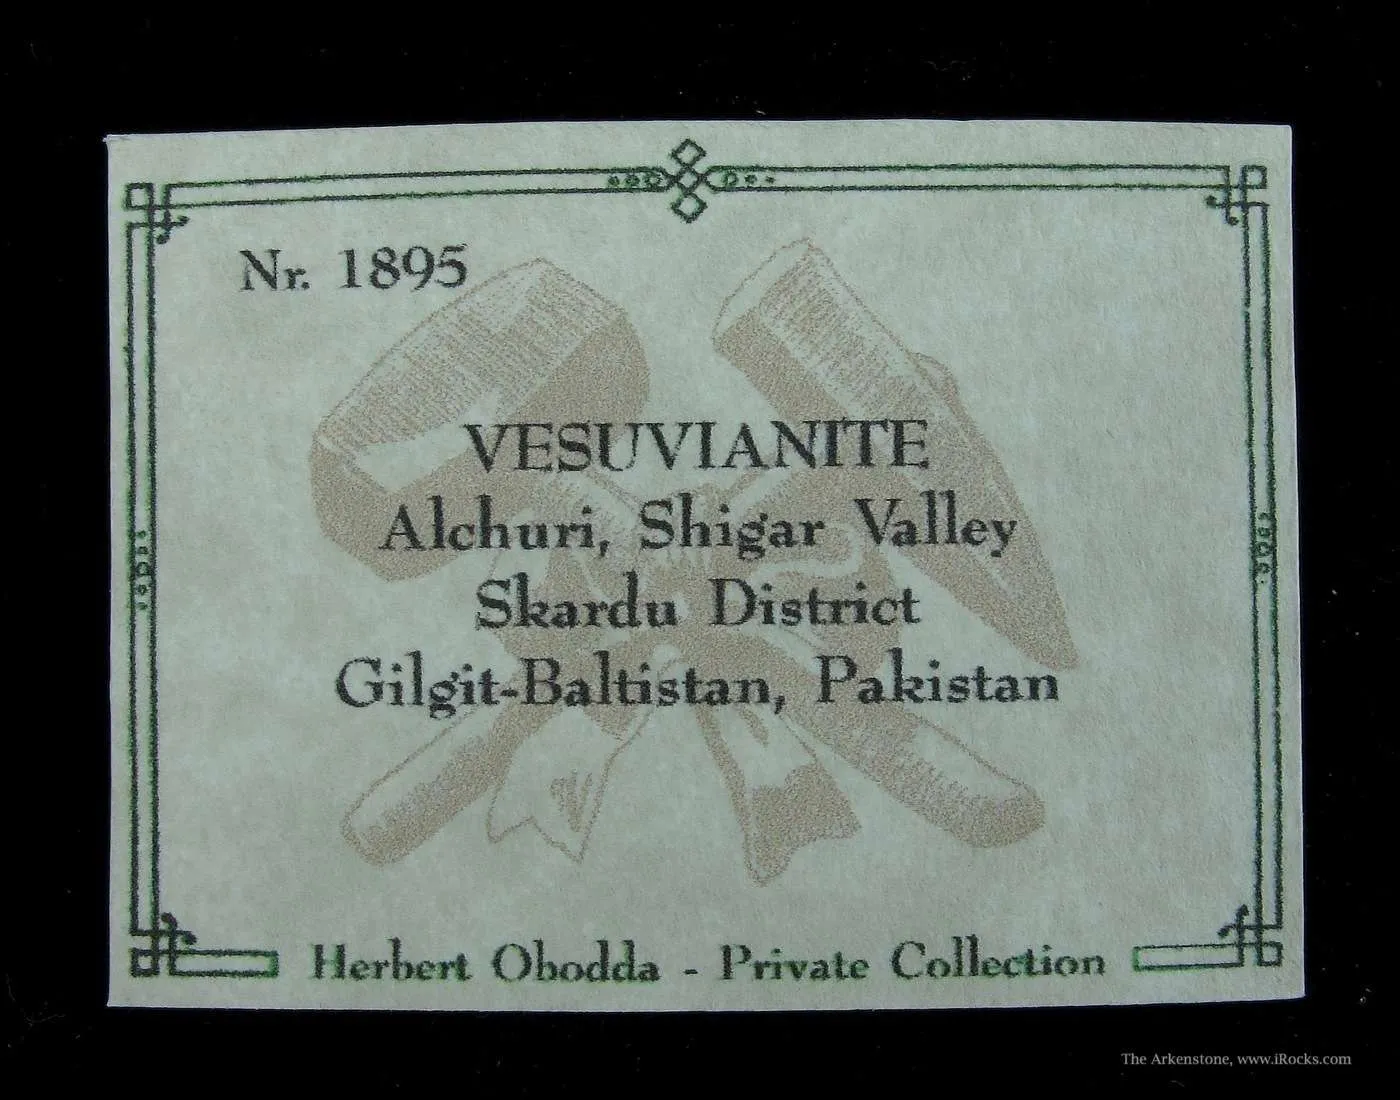 Nr. 1895
VESUVIANITE
Alchuri, Shigar Valley
Skardu District
Gilgit-Baltistan, Pakistan
Herbert Obodda - Private Collection
The Arkenstone, www.iRocks.com